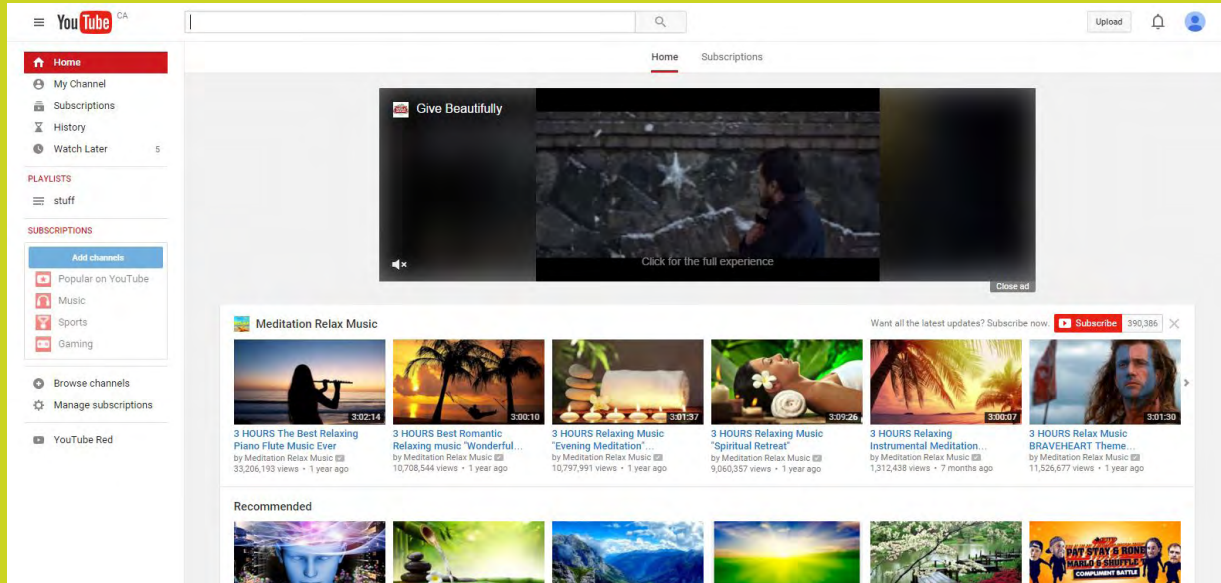 YouTube CA
Upload
Home
My Channel
Subscriptions
History
Watch Later 5
PLAYLISTS
stuff
SUBSCRIPTIONS
Add channels
Popular on YouTube
Music
Sports
Gaming
Browse channels
Manage subscriptions
YouTube Red
Home Subscriptions
Give Beautifully
Click for the full experience
Close ad
Meditation Relax Music
Want all the latest updates? Subscribe now. Subscribe 390,386
3:02:14
3 HOURS The Best Relaxing
Piano Flute Music Ever
by Meditation Relax Music
33,206,193 views • 1 year ago
3:00:10
3 HOURS Best Romantic
Relaxing music "Wonderful...
by Meditation Relax Music
10,708,544 views • 1 year ago
3:01:37
3 HOURS Relaxing Music
"Evening Meditation"...
by Meditation Relax Music
10,797,991 views • 1 year ago
3:09:26
3 HOURS Relaxing Music
"Spiritual Retreat"
by Meditation Relax Music
9,060,357 views • 1 year ago
3:00:07
3 HOURS Relaxing
Instrumental Meditation...
by Meditation Relax Music
1,312,438 views • 7 months ago
3:01:30
3 HOURS Relax Music
BRAVEHEART Theme...
by Meditation Relax Music
11,526,677 views • 1 year ago
Recommended
PAT STAY & RONE
MARLO & SHUFFLE
COMPLIMENT BATTLE